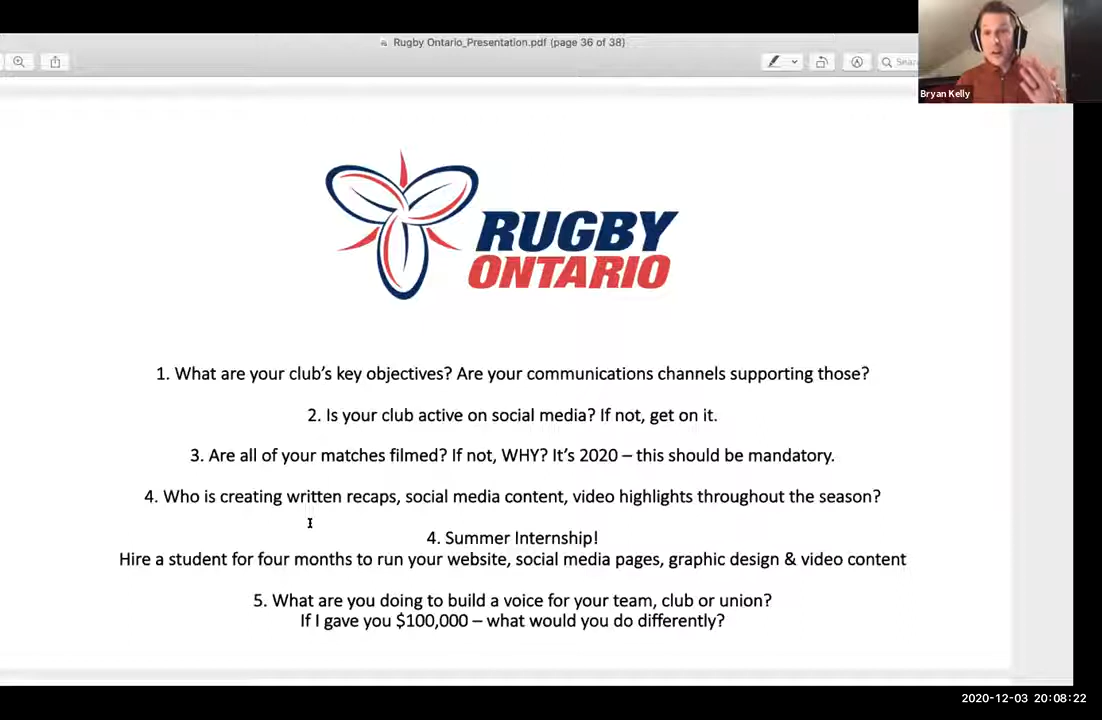 Rugby Ontario_Presentation.pdf (page 36 of 38)
Bryan Kelly
RUGBY
ONTARIO
1. What are your club's key objectives? Are your communications channels supporting those?
2. Is your club active on social media? If not, get on it.
3. Are all of your matches filmed? If not, WHY? It's 2020 – this should be mandatory.
4. Who is creating written recaps, social media content, video highlights throughout the season?
4. Summer Internship!
Hire a student for four months to run your website, social media pages, graphic design & video content
5. What are you doing to build a voice for your team, club or union?
If I gave you $100,000 – what would you do differently?
2020-12-03 20:08:22